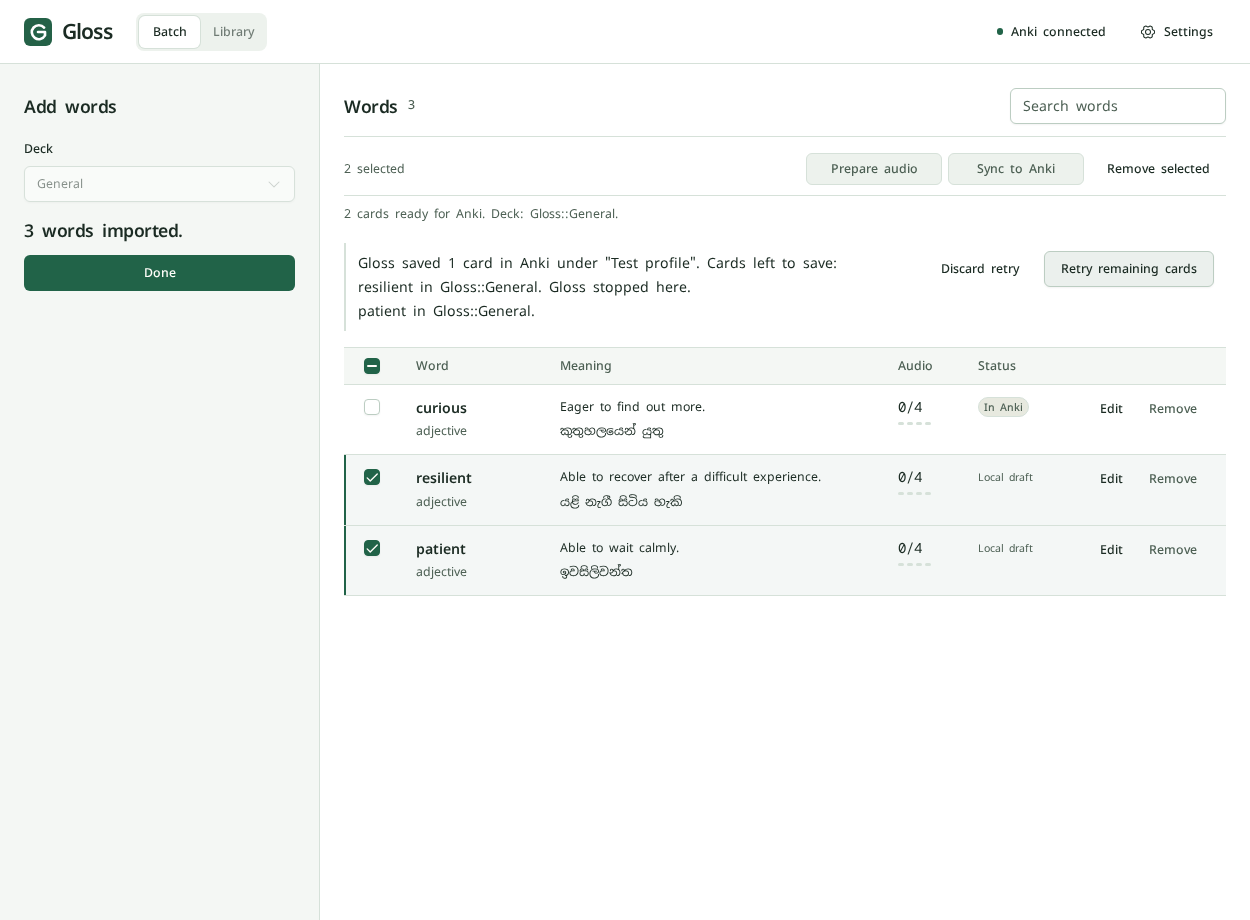 Gloss
Batch
Library
Anki connected
Settings
Add words
Deck
General
3 words imported.
Done
Words 3
Search words
2 selected
Prepare audio
Sync to Anki
Remove selected
2 cards ready for Anki. Deck: Gloss::General.
Gloss saved 1 card in Anki under "Test profile". Cards left to save:
resilient in Gloss::General. Gloss stopped here.
patient in Gloss::General.
Discard retry
Retry remaining cards
Word Meaning Audio Status
curious Eager to find out more. 0/4 In Anki Edit Remove
adjective කුතුහලයෙන් යුතු
resilient Able to recover after a difficult experience. 0/4 Local draft Edit Remove
adjective යළි නැගී සිටිය හැකි
patient Able to wait calmly. 0/4 Local draft Edit Remove
adjective ඉවසිලිවන්ත